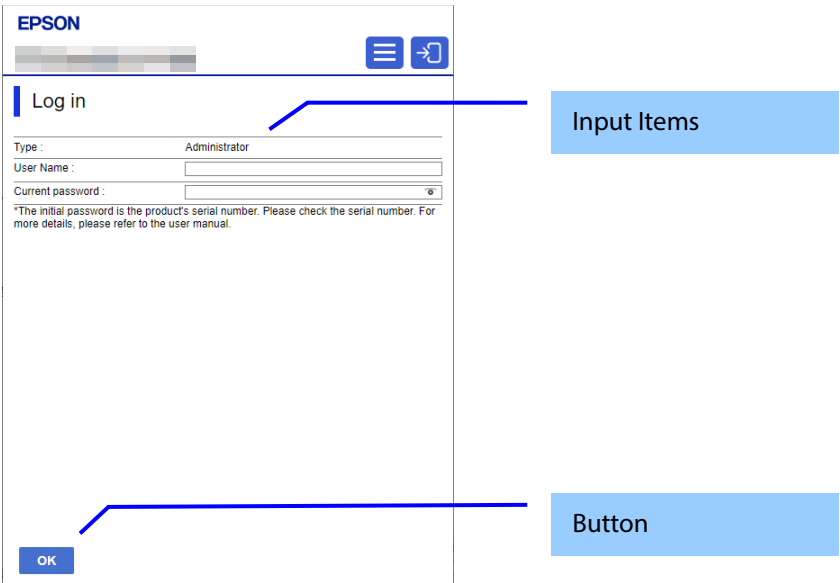 EPSON
Log in
Input Items
Type :
Administrator
User Name :
Current password :
*The initial password is the product's serial number. Please check the serial number. For
more details, please refer to the user manual.
Button
OK